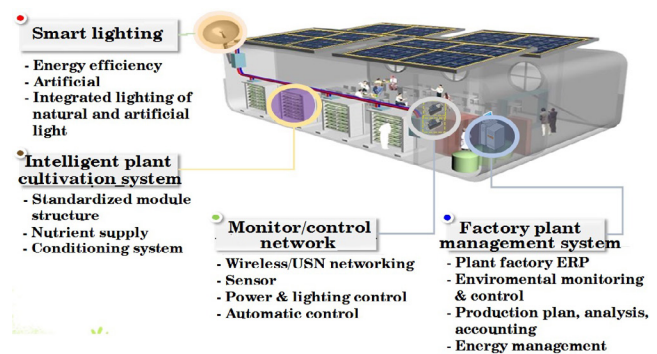 Smart lighting
- Energy efficiency
- Artificial
- Integrated lighting of
natural and artificial
light
Intelligent plant
cultivation system
- Standardized module
structure
- Nutrient supply
- Conditioning system
Monitor/control
network
- Wireless/USN networking
- Sensor
- Power & lighting control
- Automatic control
Factory plant
management system
- Plant factory ERP
- Enviromental monitoring
& control
- Production plan, analysis,
accounting
- Energy management